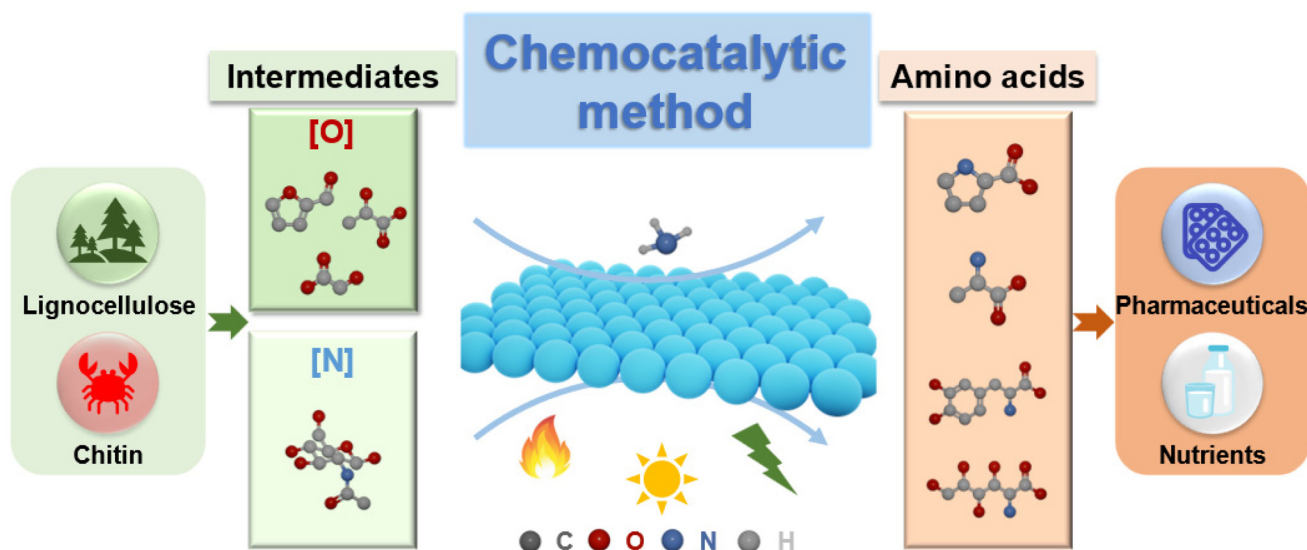 Chemocatalytic
method
Intermediates
[O]
[N]
Lignocellulose
Chitin
Amino acids
Pharmaceuticals
Nutrients
C O N H